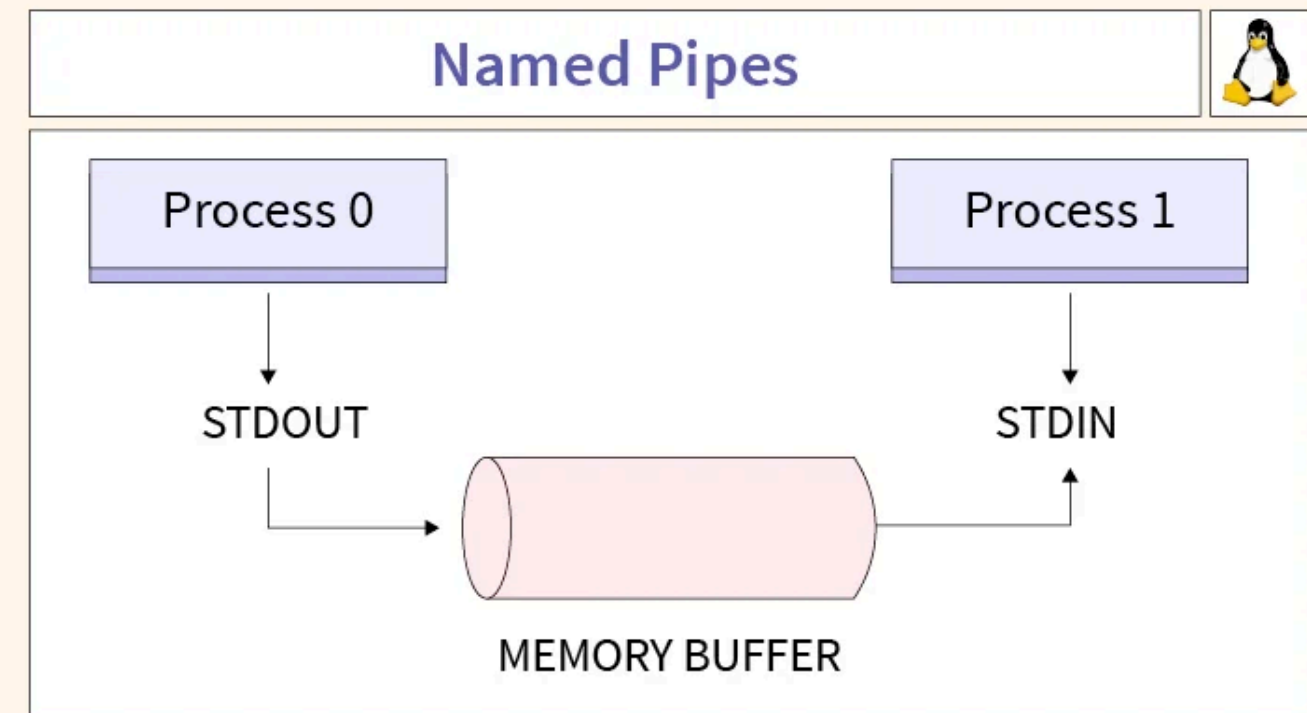 Named Pipes
Process 0
Process 1
STDOUT
STDIN
MEMORY BUFFER